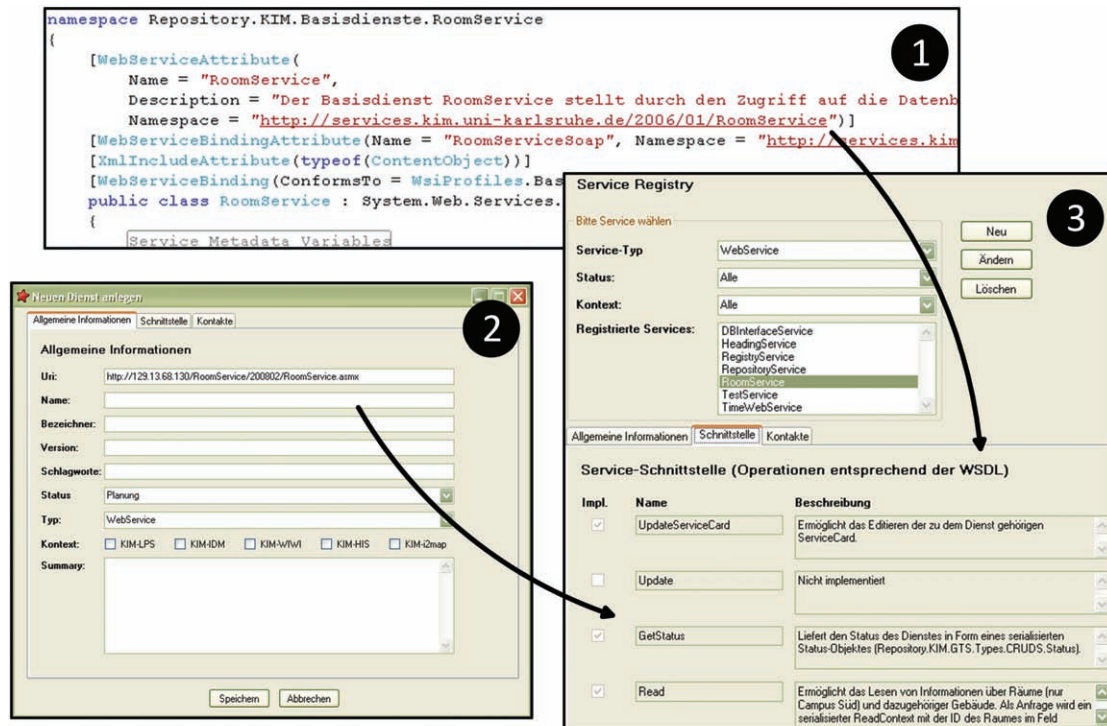 namespace Repository.KIM.Basisdienste.RoomService
{
[WebServiceAttribute(
Name = "RoomService",
Description = "Der Basisdienst RoomService stellt durch den Zugriff auf die Datenb
Namespace = "http://services.kim.uni-karlsruhe.de/2006/01/RoomService")]
[WebServiceBindingAttribute(Name = "RoomServiceSoap", Namespace = "http://services.kim
[XmlIncludeAttribute(typeof(ContentObject))]
[WebServiceBinding(ConformsTo = WsiProfiles.Bas
public class RoomService : System.Web.Services.
{
Service Metadata Variables
1
Neuen Dienst anlegen
2
Allgemeine Informationen Schnittstelle Kontakte
Allgemeine Informationen
Uri: http://129.13.68.130/RoomService/200802/RoomService.asmx
Name:
Bezeichner:
Version:
Schlagworte:
Status Planung
Typ: WebService
Kontext: KIM-LPS KIM-IDM KIM-WIWI KIM-HIS KIM-i2map
Summary:
Speichern Abbrechen
Service Registry
3
Bitte Service wählen
Service-Typ WebService
Status: Alle
Kontext: Alle
Registrierte Services: DBInterfaceService
HeadingService
RegistryService
RepositoryService
RoomService
TestService
TimeWebService
Neu
Ändern
Löschen
Allgemeine Informationen Schnittstelle Kontakte
Service-Schnittstelle (Operationen entsprechend der WSDL)
Impl. Name Beschreibung
UpdateServiceCard Ermöglicht das Editieren der zu dem Dienst gehörigen
ServiceCard.
Update Nicht implementiert
GetStatus Liefert den Status des Dienstes in Form eines serialisierten
Status-Objektes (Repository.KIM.GTS.Types.CRUDS.Status).
Read Ermöglicht das Lesen von Informationen über Räume (nur
Campus Süd) und dazugehöriger Gebäude. Als Anfrage wird ein
serialisierter ReadContext mit der ID des Raumes im Feld